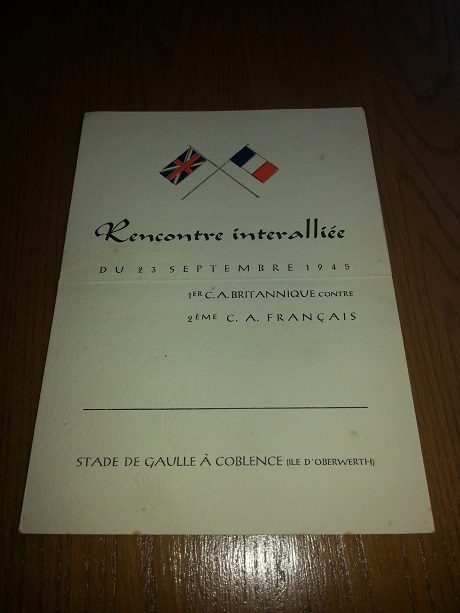 Rencontre interalliée
DU 23 SEPTEMBRE 1945
1ER C. A. BRITANNIQUE CONTRE
2ÈME C. A. FRANÇAIS
STADE DE GAULLE À COBLENCE (ILE D'OBERWERTH)